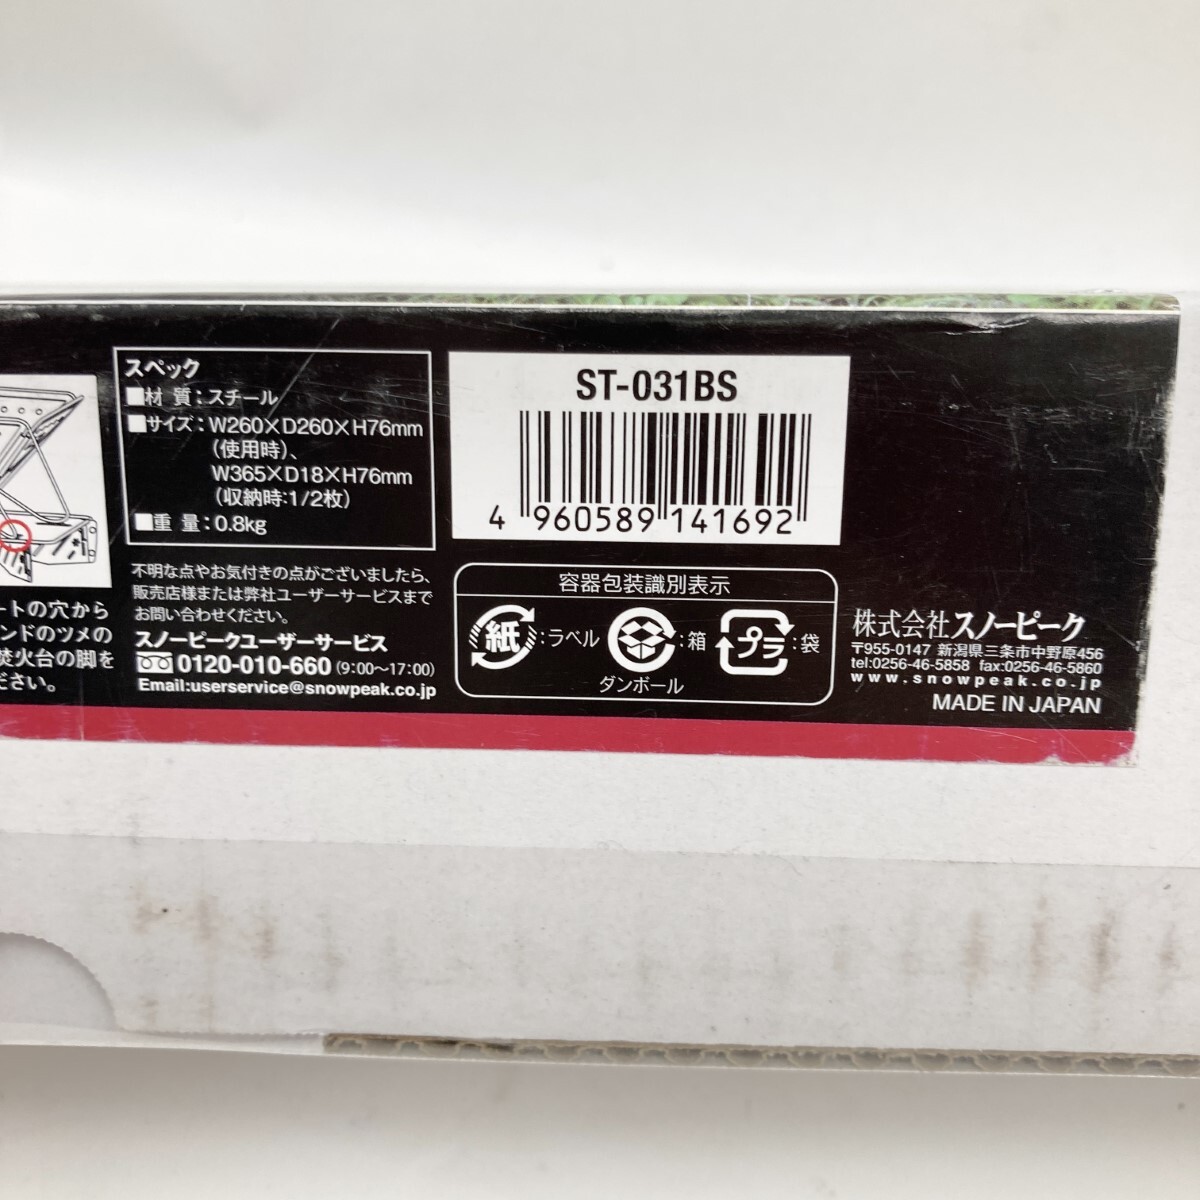 スペック
■材 質：スチール
■サイズ：W260×D260×H76mm
（使用時）、
W365×D18×H76mm
（収納時：1/2枚）
■重 量：0.8kg
ST-031BS
4 960589 141692
不明な点やお気付きの点がございましたら、
販売店様または弊社ユーザーサービスまで
お問い合わせください。
スノーピークユーザーサービス
0120-010-660（9:00〜17:00）
Email:userservice@snowpeak.co.jp
ートの穴から
ンドのツメの
焚火台の脚を
ださい。
容器包装識別表示
紙：ラベル
：箱
プラ：袋
ダンボール
株式会社スノーピーク
〒955-0147 新潟県三条市中野原456
tel:0256-46-5858 fax:0256-46-5860
www.snowpeak.co.jp
MADE IN JAPAN